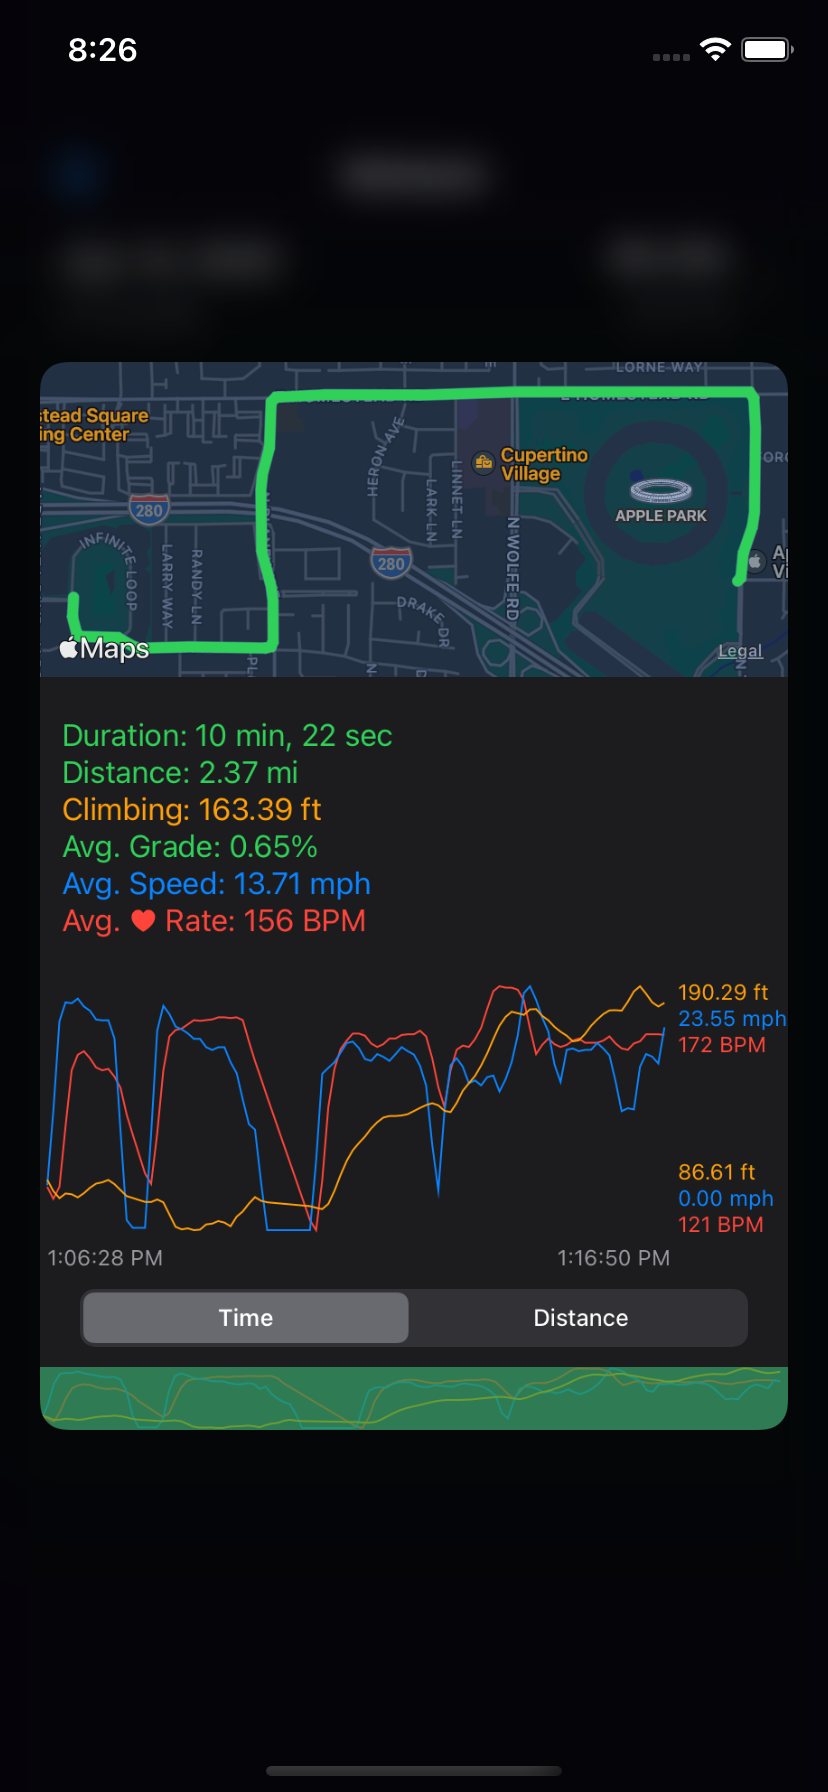 8:26
LORNE WAY
E HOMESTEAD RD
tead Square
ing Center
HERON AVE
Cupertino
Village
280
LARK LN
LINNET LN
APPLE PARK
INFINITE LOOP
LARRY WAY
RANDY LN
280
N WOLFE RD
DRAKE DR
Maps
Legal
Duration: 10 min, 22 sec
Distance: 2.37 mi
Climbing: 163.39 ft
Avg. Grade: 0.65%
Avg. Speed: 13.71 mph
Avg. ❤ Rate: 156 BPM
190.29 ft
23.55 mph
172 BPM
86.61 ft
0.00 mph
121 BPM
1:06:28 PM 1:16:50 PM
Time Distance